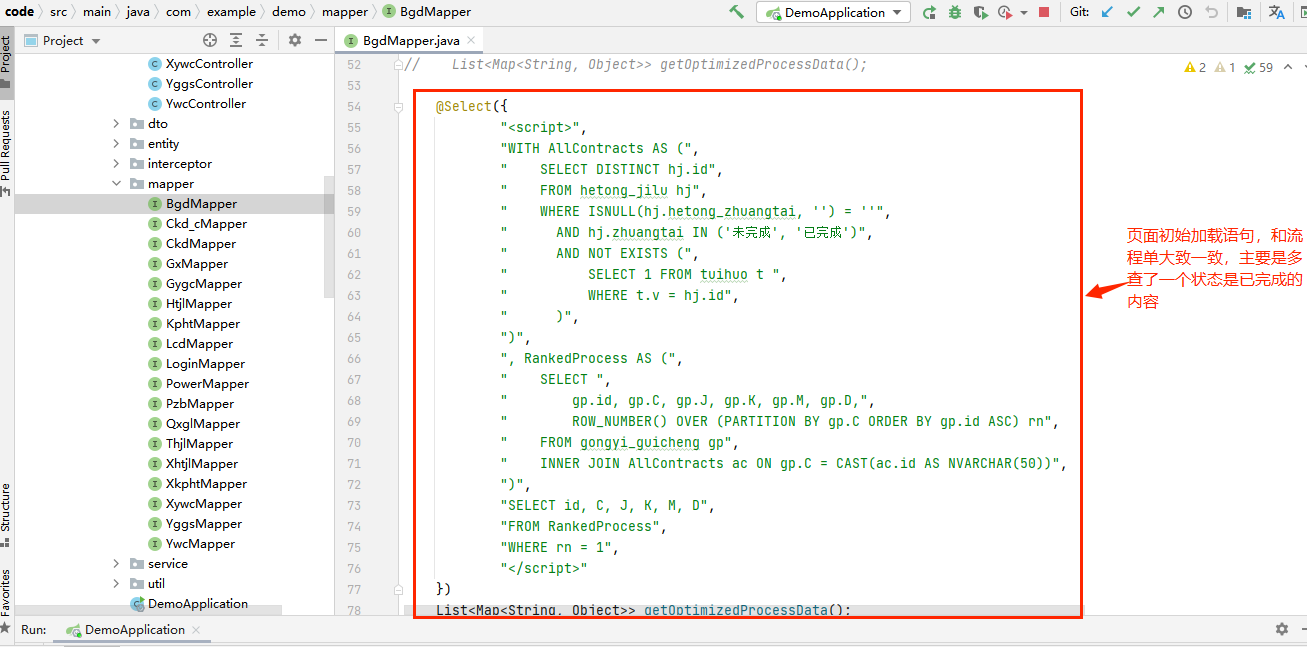 code > src > main > java > com > example > demo > mapper > BgdMapper
DemoApplication
Git:
Project
BgdMapper.java
Project
Pull Requests
Structure
Favorites
XywcController
YggsController
YwcController
dto
entity
interceptor
mapper
BgdMapper
Ckd_cMapper
CkdMapper
GxMapper
GygcMapper
HtjlMapper
KphtMapper
LcdMapper
LoginMapper
PowerMapper
PzbMapper
QxglMapper
ThjlMapper
XhtjlMapper
XkphtMapper
XywcMapper
YggsMapper
YwcMapper
service
util
DemoApplication
2 1 59
52 //    List<Map<String, Object>> getOptimizedProcessData();
53
54 @Select({
55 "<script>",
56 "WITH AllContracts AS (",
57 "    SELECT DISTINCT hj.id",
58 "    FROM hetong_jilu hj",
59 "    WHERE ISNULL(hj.hetong_zhuangtai, '') = ''",
60 "      AND hj.zhuangtai IN ('未完成', '已完成')",
61 "      AND NOT EXISTS (",
62 "          SELECT 1 FROM tuihuo t ",
63 "          WHERE t.v = hj.id",
64 "      )",
65 ")",
66 ", RankedProcess AS (",
67 "    SELECT ",
68 "        gp.id, gp.C, gp.J, gp.K, gp.M, gp.D,",
69 "        ROW_NUMBER() OVER (PARTITION BY gp.C ORDER BY gp.id ASC) rn",
70 "    FROM gongyi_guicheng gp",
71 "    INNER JOIN AllContracts ac ON gp.C = CAST(ac.id AS NVARCHAR(50))",
72 ")",
73 "SELECT id, C, J, K, M, D",
74 "FROM RankedProcess",
75 "WHERE rn = 1",
76 "</script>"
77 })
78 List<Map<String, Object>> getOptimizedProcessData();
页面初始加载语句，和流
程单大致一致，主要是多
查了一个状态是已完成的
内容
Run:
DemoApplication